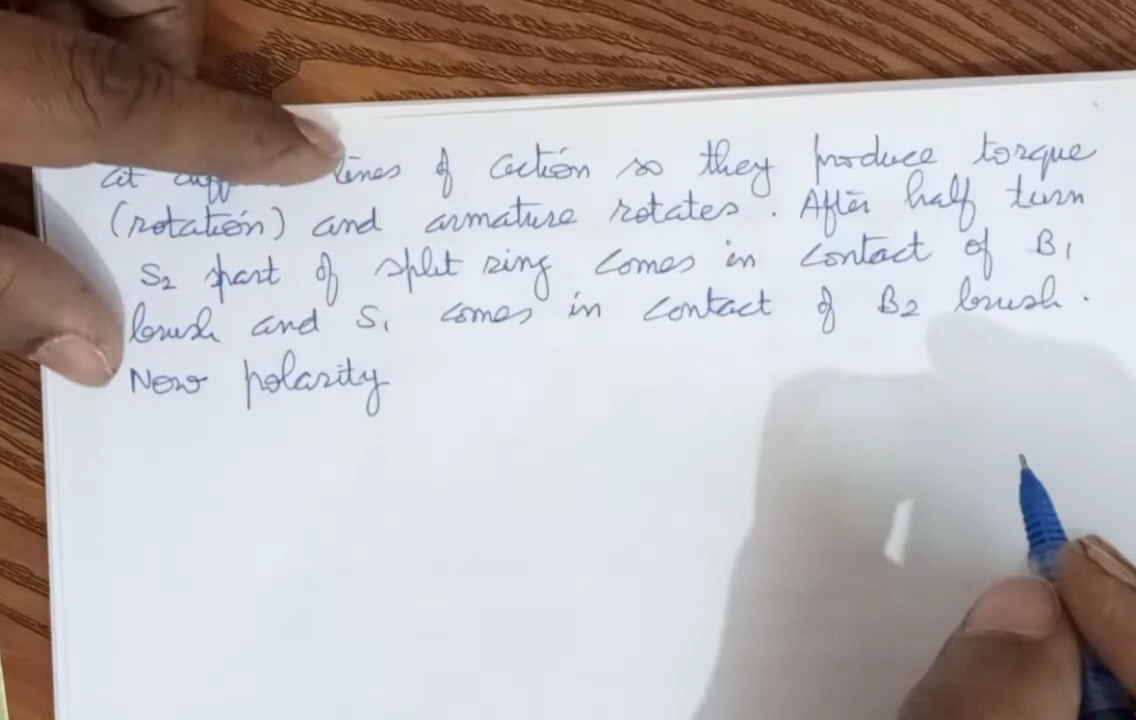 at lines of action so they produce torque
(rotation) and armature rotates. After half turn
S2 part of split ring comes in contact of B1
brush and S1 comes in contact of B2 brush.
Now polarity